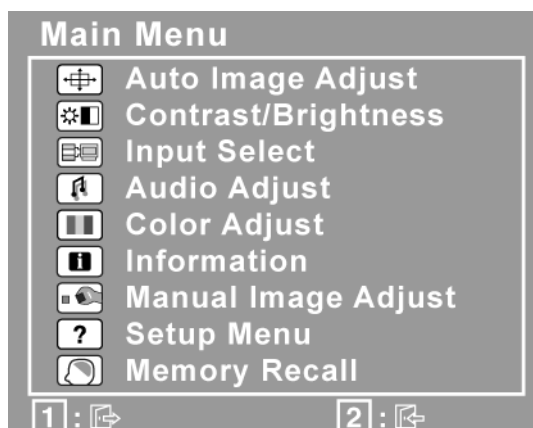 Main Menu
Auto Image Adjust
Contrast/Brightness
Input Select
Audio Adjust
Color Adjust
i Information
Manual Image Adjust
? Setup Menu
Memory Recall
1 : 2 :